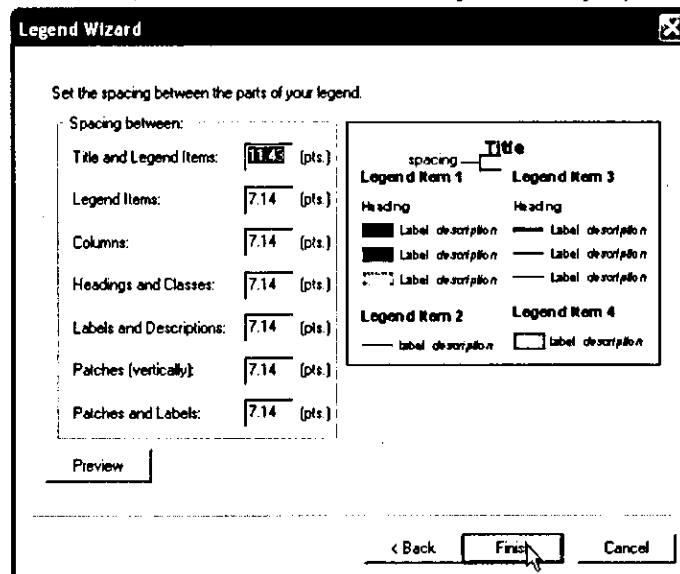 Legend Wizard
Set the spacing between the parts of your legend.
Spacing between:
Title and Legend Items: 11.43 (pts.)
Legend Items: 7.14 (pts.)
Columns: 7.14 (pts.)
Headings and Classes: 7.14 (pts.)
Labels and Descriptions: 7.14 (pts.)
Patches (vertically): 7.14 (pts.)
Patches and Labels: 7.14 (pts.)
Title
spacing
Legend Item 1 Legend Item 3
Heading Heading
Label description Label description
Label description Label description
Label description Label description
Legend Item 2 Legend Item 4
label description label description
Preview
< Back Finish Cancel